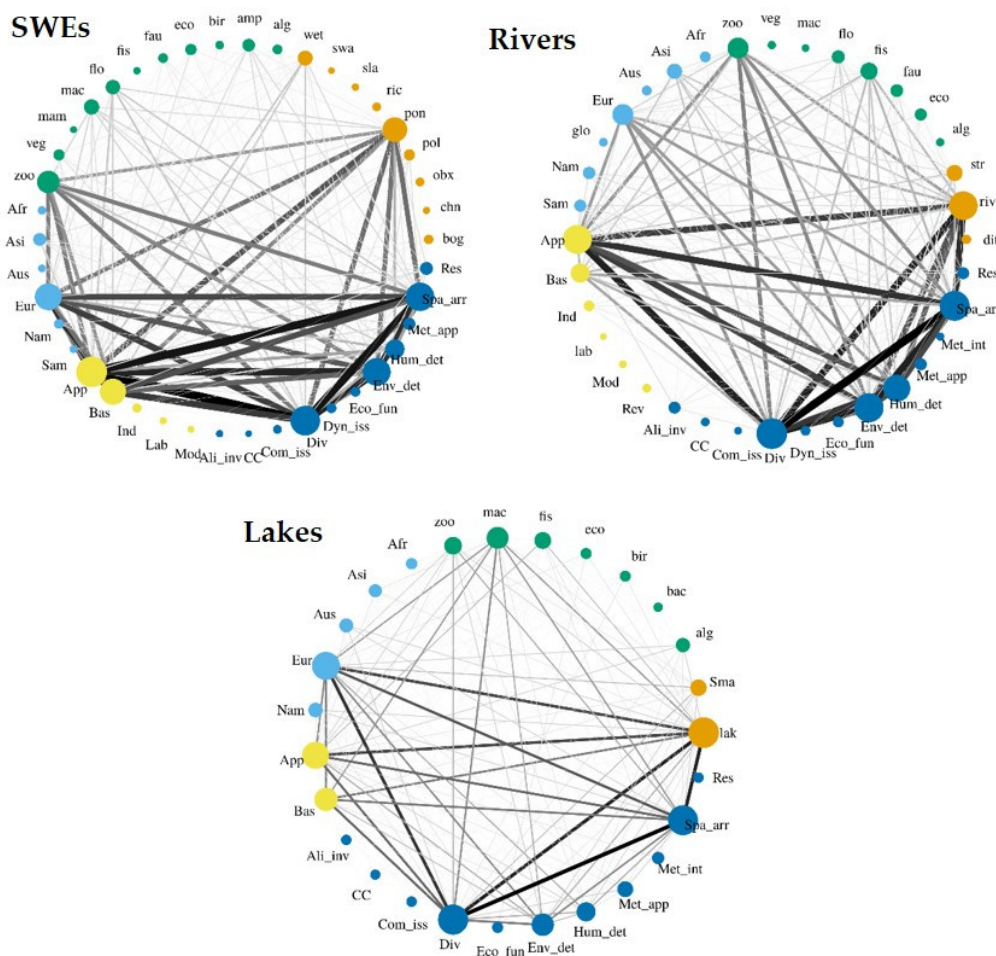 SWEs
bir
amp
eco
alg
fau
wet
fis
swa
flo
sla
mac
ric
mam
pon
veg
pol
zoo
obx
Afr
chn
Asi
bog
Aus
Res
Eur
Spa_arr
Nam
Met_app
Sam
Hum_det
App
Env_det
Bas
Eco_fun
Ind
Dyn_iss
Lab
Div
Mod
Ali_inv
CC
Com_iss
Rivers
zoo
veg
mac
Afr
flo
Asi
fis
Aus
fau
Eur
eco
glo
alg
Nam
str
Sam
riv
App
dit
Bas
Res
Ind
Spa_arr
lab
Met_int
Mod
Met_app
Rev
Hum_det
Ali_inv
Env_det
CC
Eco_fun
Com_iss
Div
Dyn_iss
Lakes
zoo
mac
fis
Afr
eco
Asi
bir
Aus
bac
Eur
alg
Nam
Sma
App
lak
Bas
Res
Ali_inv
Spa_arr
CC
Met_int
Com_iss
Met_app
Div
Hum_det
Eco_fun
Env_det